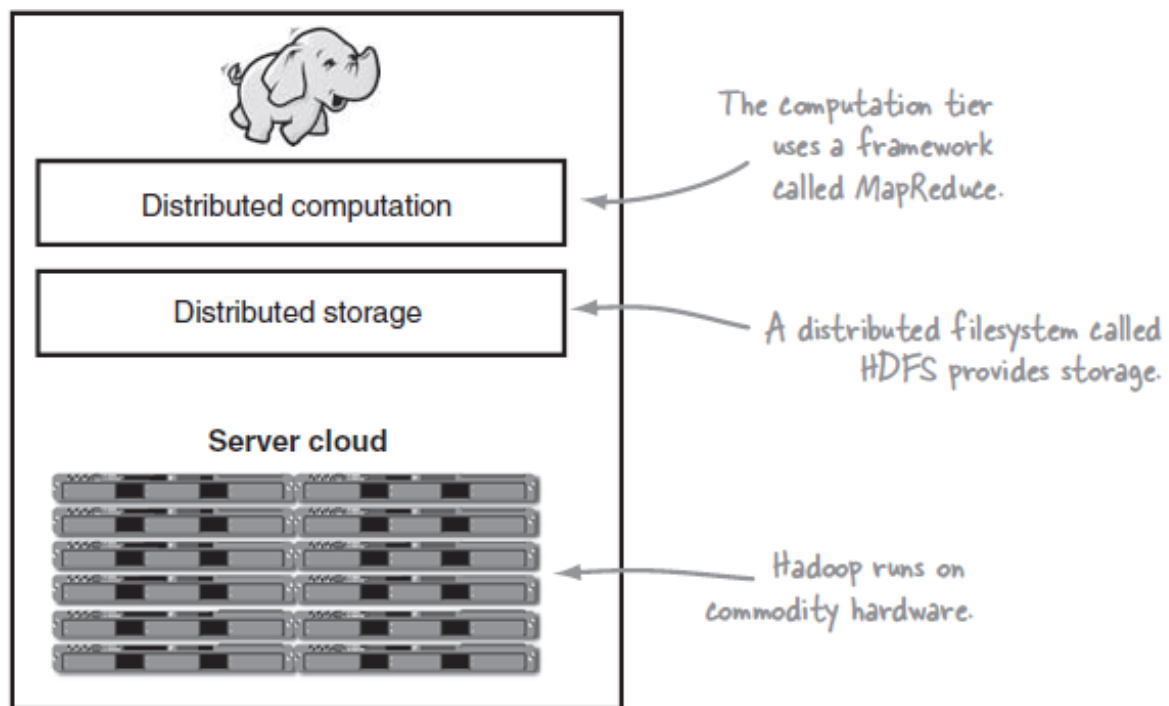 The computation tier
uses a framework
called MapReduce.
Distributed computation
Distributed storage
A distributed filesystem called
HDFS provides storage.
Server cloud
Hadoop runs on
commodity hardware.